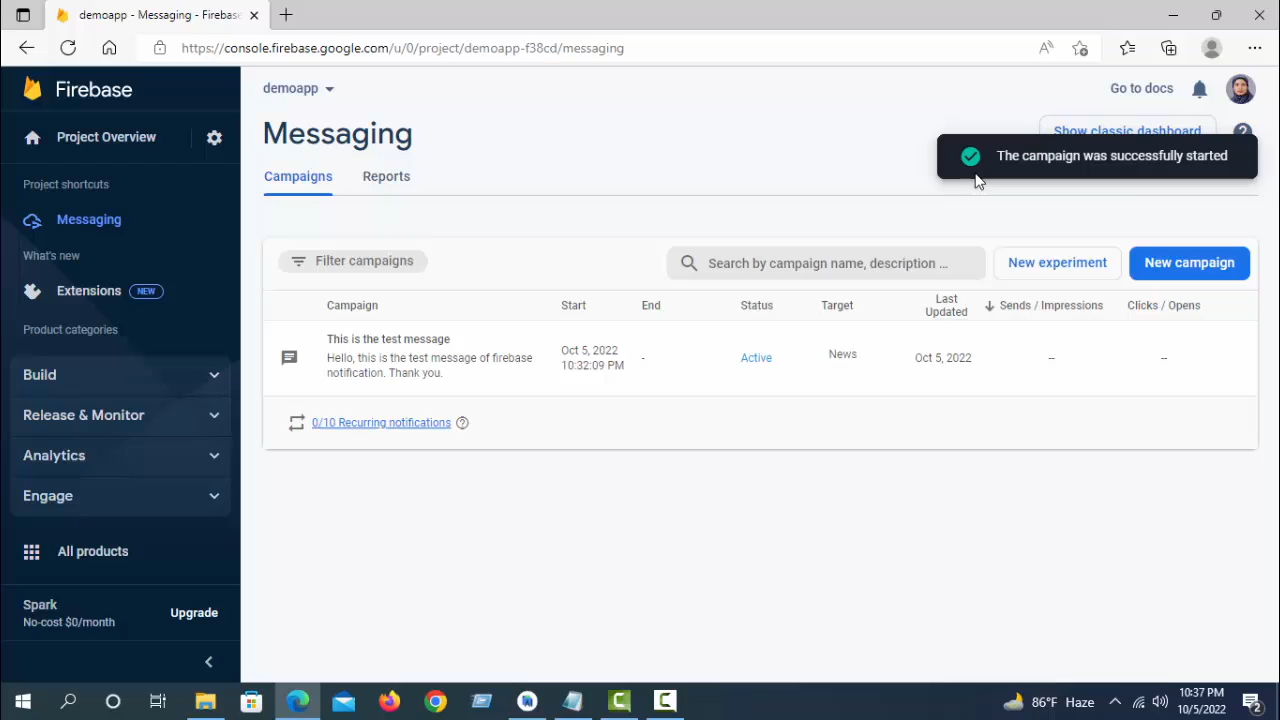 demoapp - Messaging - Firebase
https://console.firebase.google.com/u/0/project/demoapp-f38cd/messaging
Firebase
Project Overview
Project shortcuts
Messaging
What's new
Extensions NEW
Product categories
Build
Release & Monitor
Analytics
Engage
All products
Spark
No-cost $0/month
Upgrade
demoapp
Go to docs
Messaging
Show classic dashboard
The campaign was successfully started
Campaigns Reports
Filter campaigns
Search by campaign name, description ...
New experiment
New campaign
Campaign Start End Status Target Last Updated Sends / Impressions Clicks / Opens
This is the test message
Hello, this is the test message of firebase
notification. Thank you.
Oct 5, 2022
10:32:09 PM
-
Active
News
Oct 5, 2022
--
--
0/10 Recurring notifications
86°F Haze
10:37 PM
10/5/2022
2